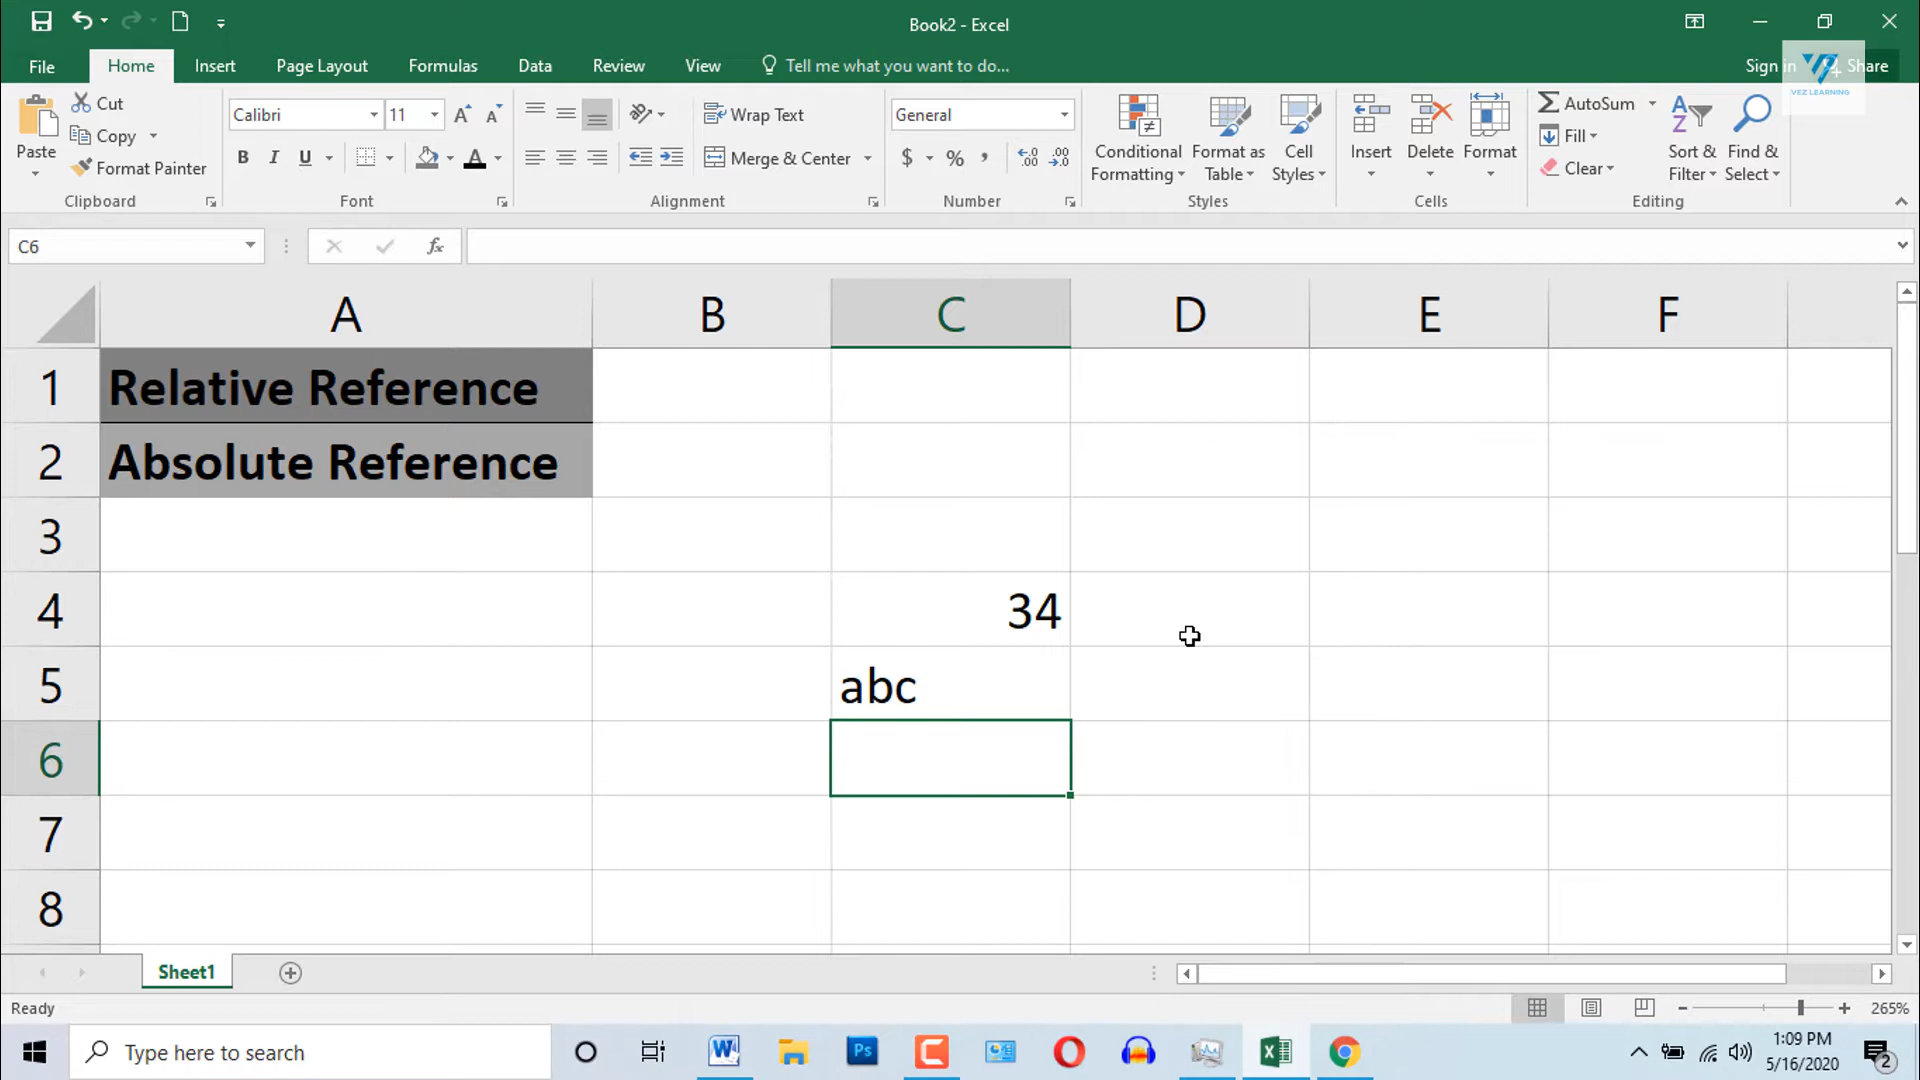 Book2 - Excel
File Home Insert Page Layout Formulas Data Review View Tell me what you want to do... Sign in Share
VEZ LEARNING
Paste Cut Copy Format Painter
Calibri 11
B I U A
Wrap Text
Merge & Center
General
$ % ,
Conditional Formatting
Format as Table
Cell Styles
Insert Delete Format
AutoSum
Fill
Clear
Sort & Filter
Find & Select
Clipboard Font Alignment Number Styles Cells Editing
C6 fx
A B C D E F
1 Relative Reference
2 Absolute Reference
3
4 34
5 abc
6
7
8
Sheet1
Ready 265%
Type here to search Ps 1:09 PM
5/16/2020 2